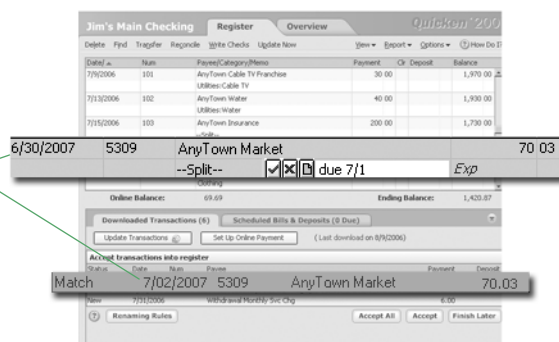 Jim's Main Checking Register Overview Quicken 200
Delete Find Transfer Reconcile Write Checks Update Now View Report Options How Do I
Date/ Num Payee/Category/Memo Payment Clr Deposit Balance
7/9/2006 101 AnyTown Cable TV Franchise 30 00 1,970 00
Utilities:Cable TV
7/13/2006 102 AnyTown Water 40 00 1,930 00
Utilities:Water
7/15/2006 103 AnyTown Insurance 200 00 1,730 00
--Split--
6/30/2007 5309 AnyTown Market 70 03
--Split-- due 7/1 Exp
Clothing
Online Balance: 69.69 Ending Balance: 1,420.87
Downloaded Transactions (6) Scheduled Bills & Deposits (0 Due)
Update Transactions Set Up Online Payment (Last download on 8/9/2006)
Accept transactions into register
Status Date Num Payee Payment Deposit
Match 7/02/2007 5309 AnyTown Market 70.03
New 7/31/2006 Withdrawal Monthly Svc Chg 6.00
? Renaming Rules Accept All Accept Finish Later